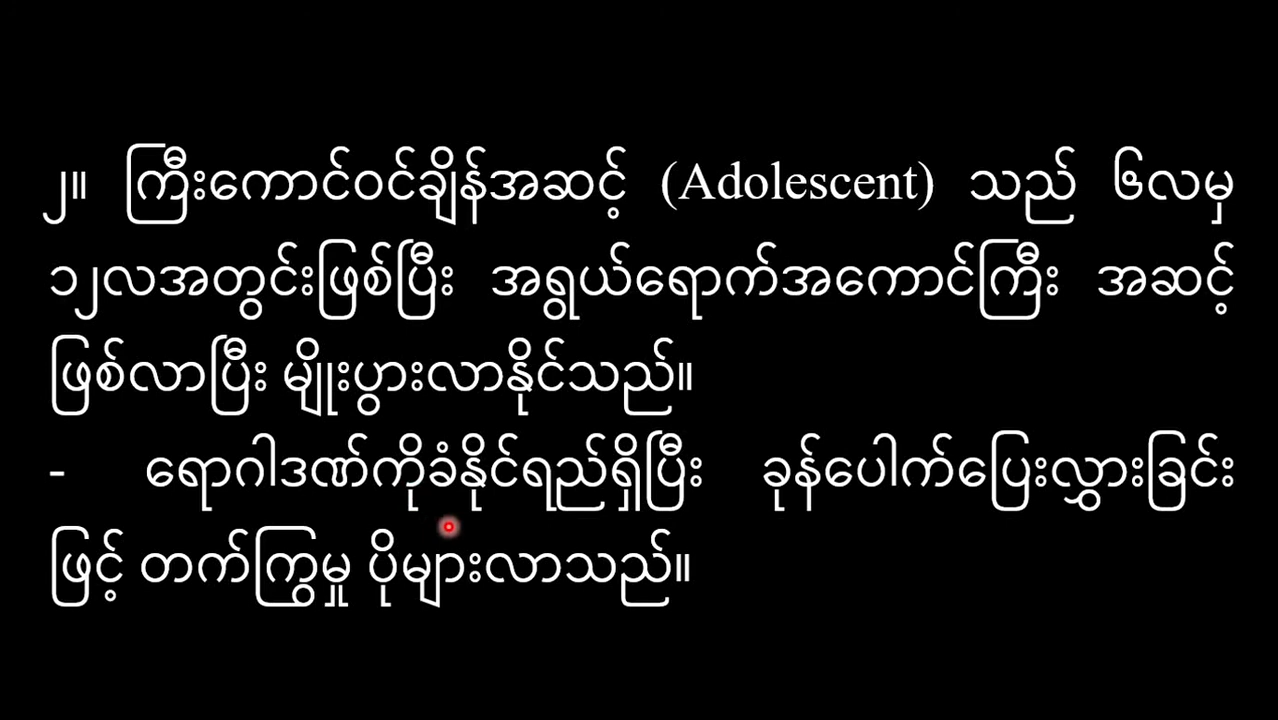 ၂။ ကြီးကောင်ဝင်ချိန်အဆင့် (Adolescent) သည် ၆လမှ
၁၂လအတွင်းဖြစ်ပြီး အရွယ်ရောက်အကောင်ကြီး အဆင့်
ဖြစ်လာပြီး မျိုးပွားလာနိုင်သည်။
- ရောဂါဒဏ်ကိုခံနိုင်ရည်ရှိပြီး ခုန်ပေါက်ပြေးလွှားခြင်း
ဖြင့် တက်ကြွမှု ပိုများလာသည်။